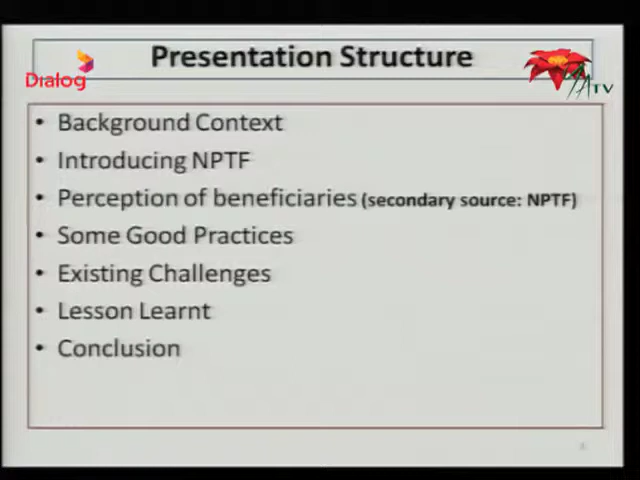 Presentation Structure
Dialog
TV
• Background Context
• Introducing NPTF
• Perception of beneficiaries (secondary source: NPTF)
• Some Good Practices
• Existing Challenges
• Lesson Learnt
• Conclusion